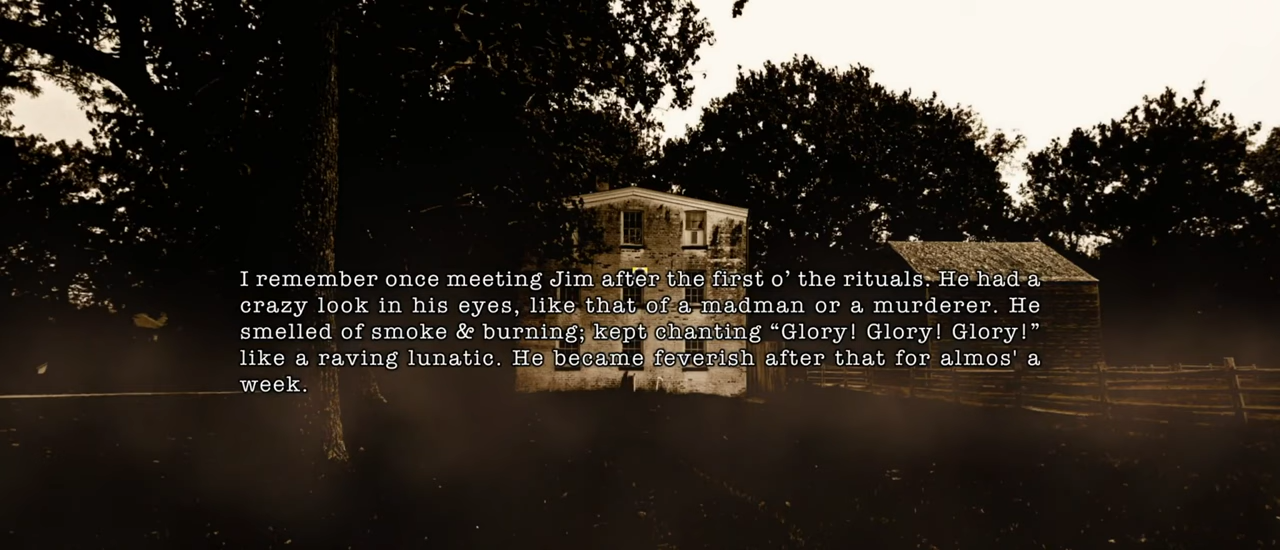 I remember once meeting Jim after the first o’ the rituals. He had a
crazy look in his eyes, like that of a madman or a murderer. He
smelled of smoke & burning; kept chanting “Glory! Glory! Glory!”
like a raving lunatic. He became feverish after that for almos' a
week.